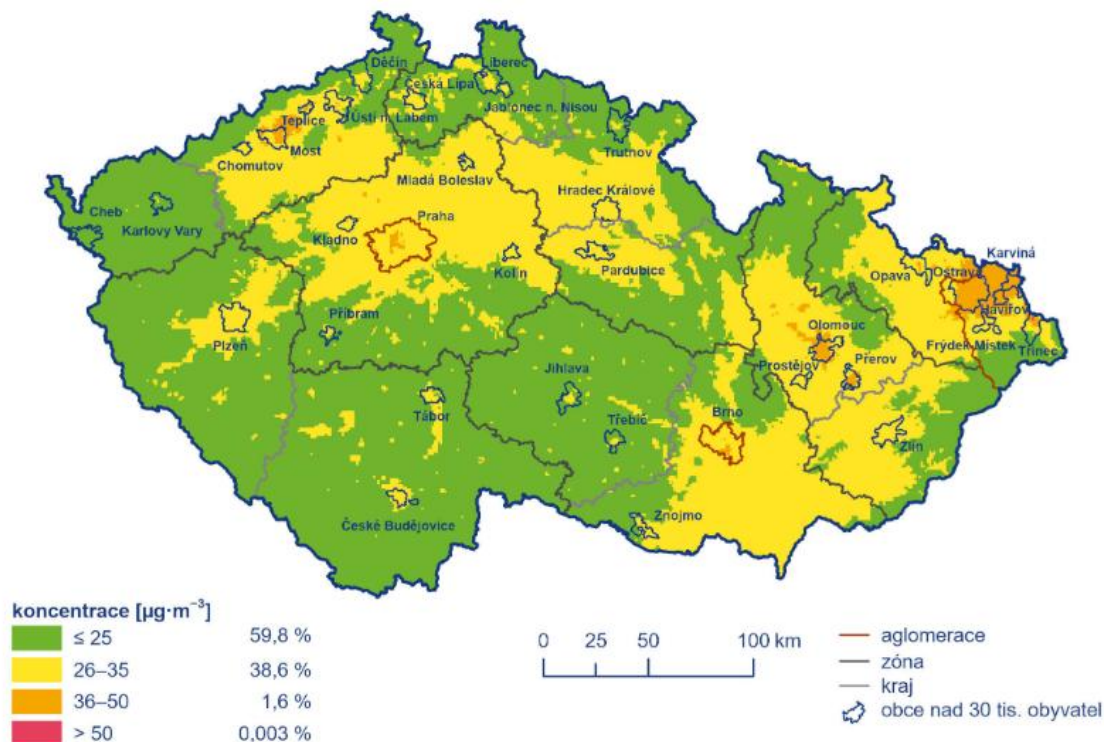 Děčín
Liberec
Česká Lípa
Jablonec n. Nisou
Teplice
Ústí n. Labem
Most
Chomutov
Trutnov
Mladá Boleslav
Hradec Králové
Cheb
Karlovy Vary
Praha
Kladno
Kolín
Pardubice
Karviná
Opava
Ostrava
Havířov
Příbram
Plzeň
Olomouc
Frýdek Místek
Třinec
Prostějov
Přerov
Jihlava
Tábor
Třebíč
Brno
Zlín
České Budějovice
Znojmo
koncentrace [µg·m⁻³]
≤ 25 59,8 %
26–35 38,6 %
36–50 1,6 %
> 50 0,003 %
0 25 50 100 km
aglomerace
zóna
kraj
obce nad 30 tis. obyvatel